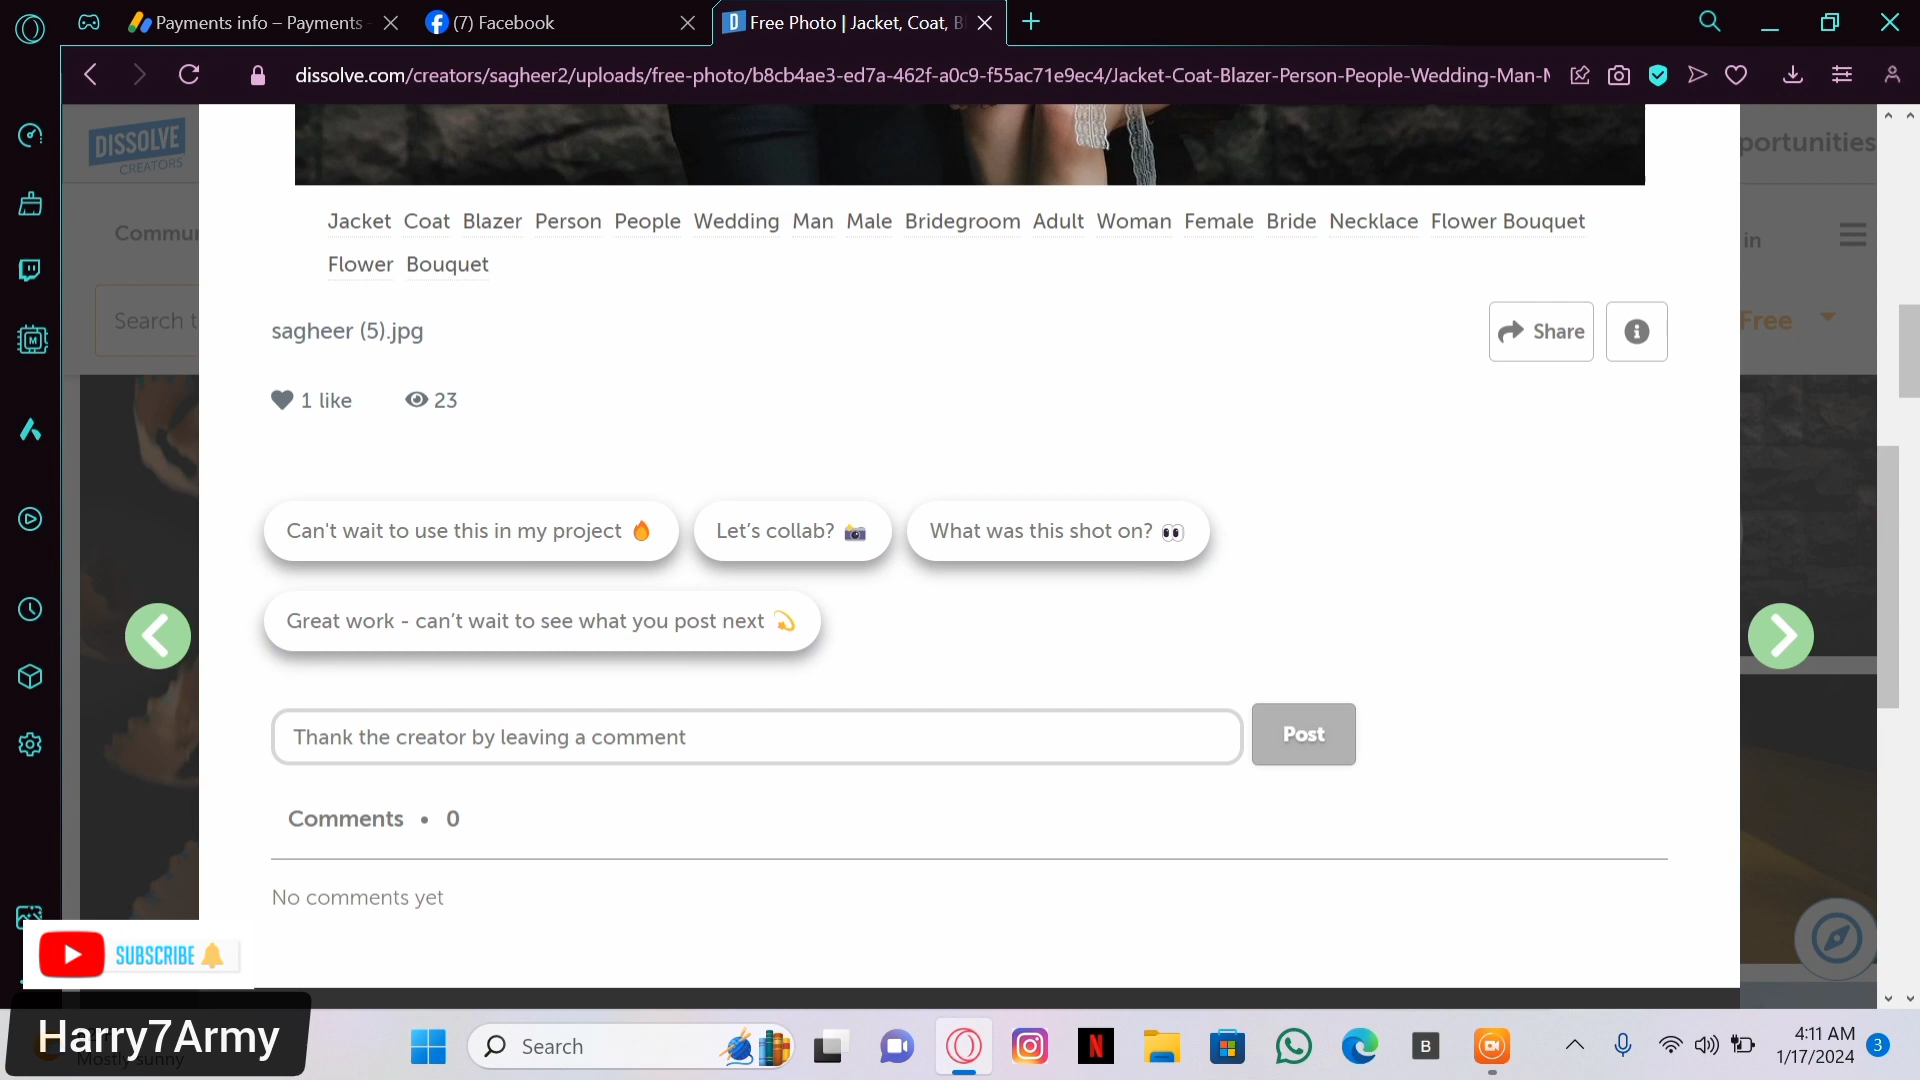 Payments info – Payments
(7) Facebook
Free Photo | Jacket, Coat, B
dissolve.com/creators/sagheer2/uploads/free-photo/b8cb4ae3-ed7a-462f-a0c9-f55ac71e9ec4/Jacket-Coat-Blazer-Person-People-Wedding-Man-M
DISSOLVE
CREATORS
portunities
Commun
in
Search t
Free
Jacket Coat Blazer Person People Wedding Man Male Bridegroom Adult Woman Female Bride Necklace Flower Bouquet
Flower Bouquet
sagheer (5).jpg
Share
1 like 23
Can't wait to use this in my project 🔥 Let’s collab? 📸 What was this shot on? 👀
Great work - can’t wait to see what you post next 💫
Thank the creator by leaving a comment
Post
Comments • 0
No comments yet
SUBSCRIBE
Harry7Army
Mostly sunny
Search
N
B
4:11 AM
1/17/2024
3